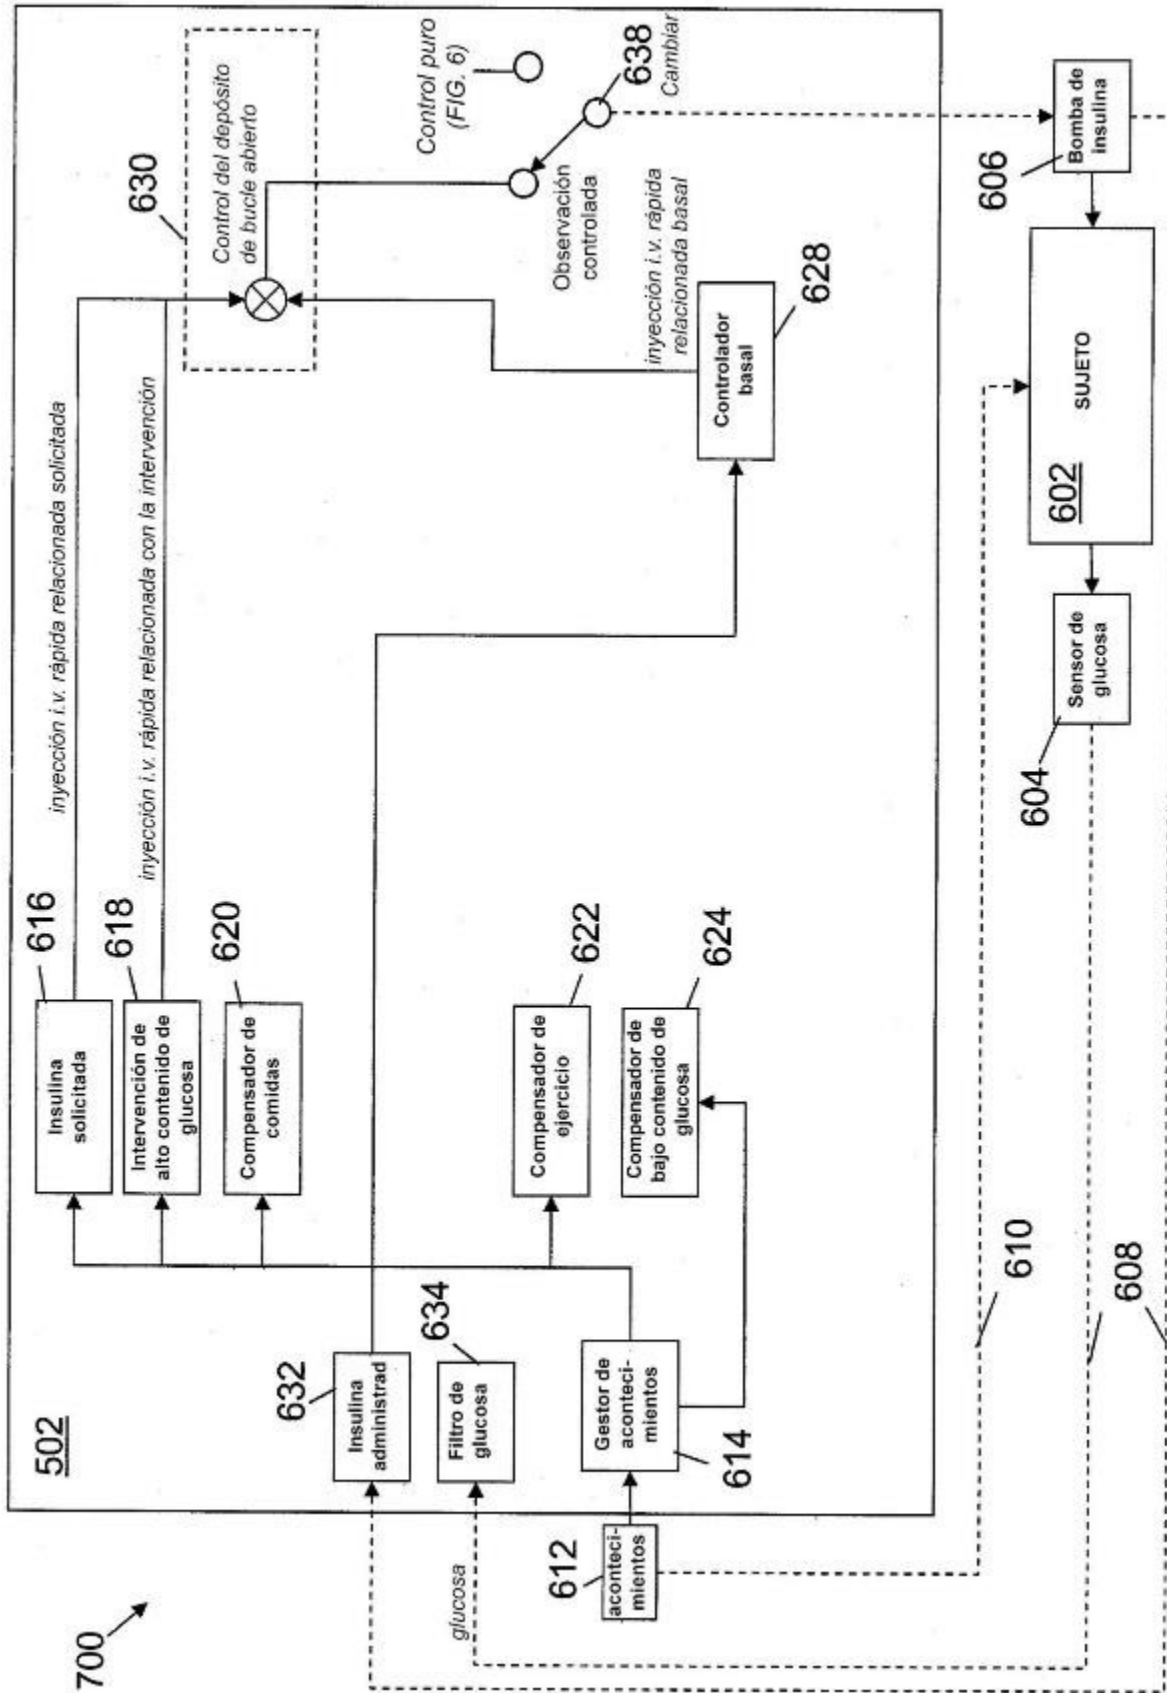 700
502
630
Control del depósito
de bucle abierto
inyección i.v. rápida relacionada solicitada
inyección i.v. rápida relacionada con la intervención
Control puro
(FIG. 6)
638
Cambiar
Observación
controlada
inyección i.v. rápida
relacionada basal
616
Insulina
solicitada
618
Intervención de
alto contenido de
glucosa
620
Compensador de
comidas
622
Compensador de
ejercicio
624
Compensador de
bajo contenido de
glucosa
628
Controlador
basal
632
Insulina
administrad
634
Filtro de
glucosa
Gestor de
aconteci-
mientos
614
glucosa
612
aconteci-
mientos
604
Sensor de
glucosa
602
SUJETO
606
Bomba de
insulina
610
608